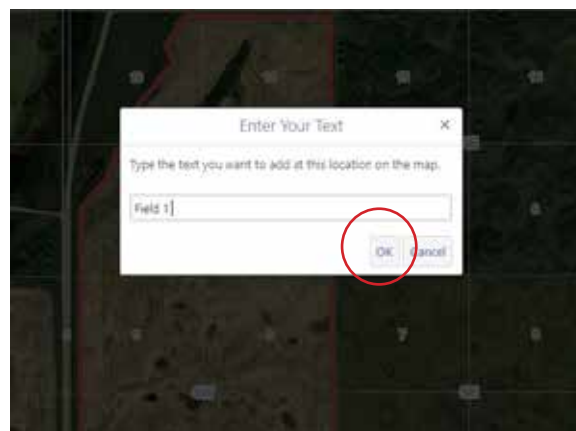 Enter Your Text ×
Type the text you want to add at this location on the map.
Field 1
OK Cancel
7